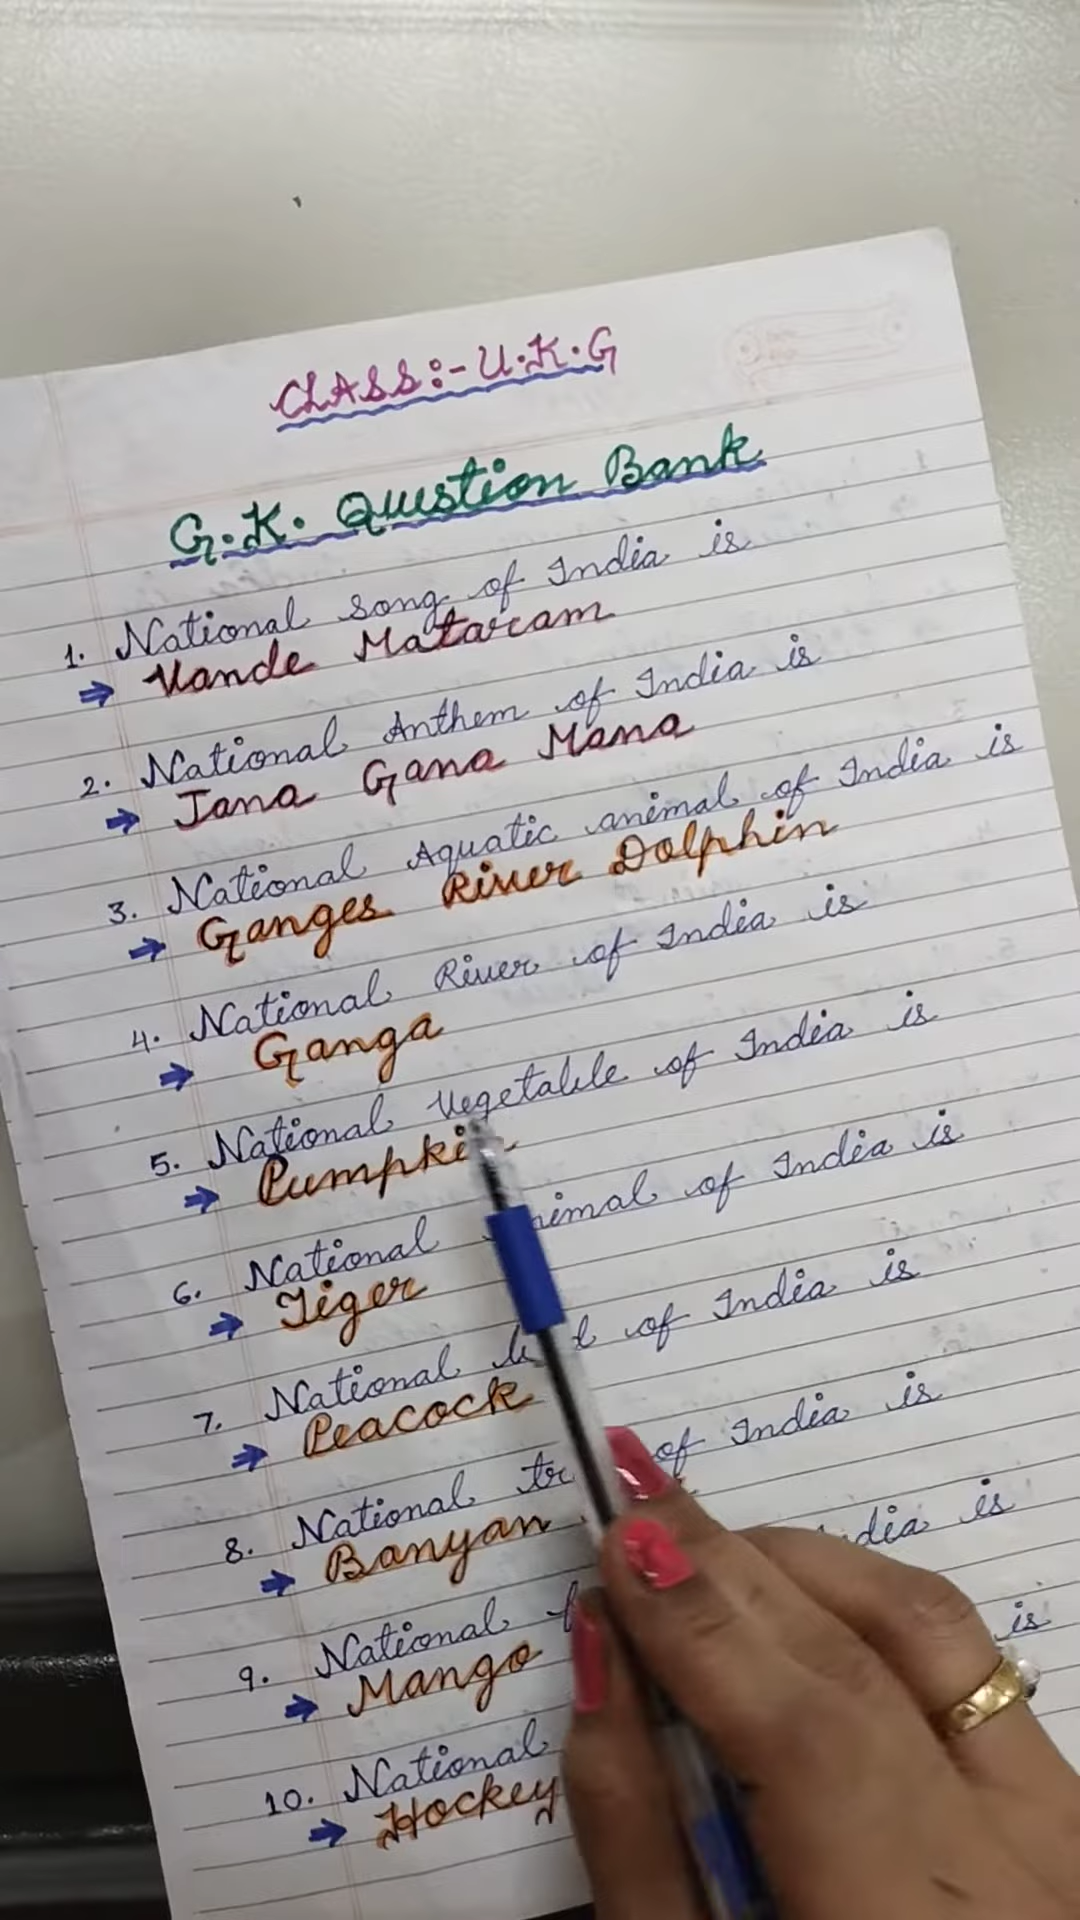 CLASS:- U.K.G
G.K. Question Bank
1. National song of India is
⇒ Vande Mataram
2. National Anthem of India is
⇒ Jana Gana Mana
3. National Aquatic animal of India is
⇒ Ganges River Dolphin
4. National River of India is
⇒ Ganga
5. National Vegetable of India is
⇒ Pumpkin
6. National animal of India is
⇒ Tiger
7. National of India is
⇒ Peacock
8. National of India is
⇒ Banyan
9. National India is
⇒ Mango
10. National is
⇒ Hockey